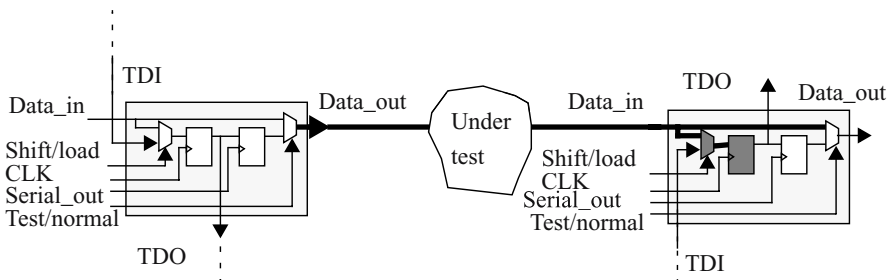 TDI
Data_in
Data_out
Shift/load
CLK
Serial_out
Test/normal
TDO
Under
test
TDO
Data_in
Data_out
Shift/load
CLK
Serial_out
Test/normal
TDI